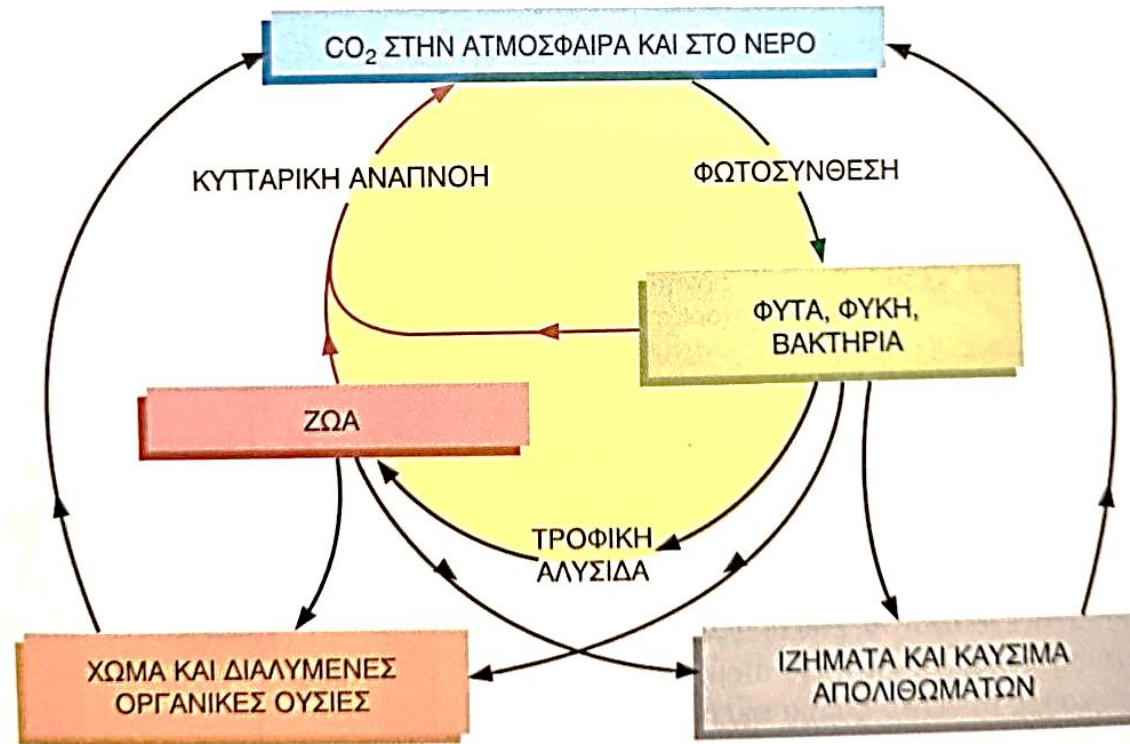 CO₂ ΣΤΗΝ ΑΤΜΟΣΦΑΙΡΑ ΚΑΙ ΣΤΟ ΝΕΡΟ
ΚΥΤΤΑΡΙΚΗ ΑΝΑΠΝΟΗ
ΦΩΤΟΣΥΝΘΕΣΗ
ΦΥΤΑ, ΦΥΚΗ,
ΒΑΚΤΗΡΙΑ
ΖΩΑ
ΤΡΟΦΙΚΗ
ΑΛΥΣΙΔΑ
ΧΩΜΑ ΚΑΙ ΔΙΑΛΥΜΕΝΕΣ
ΟΡΓΑΝΙΚΕΣ ΟΥΣΙΕΣ
ΙΖΗΜΑΤΑ ΚΑΙ ΚΑΥΣΙΜΑ
ΑΠΟΛΙΘΩΜΑΤΩΝ